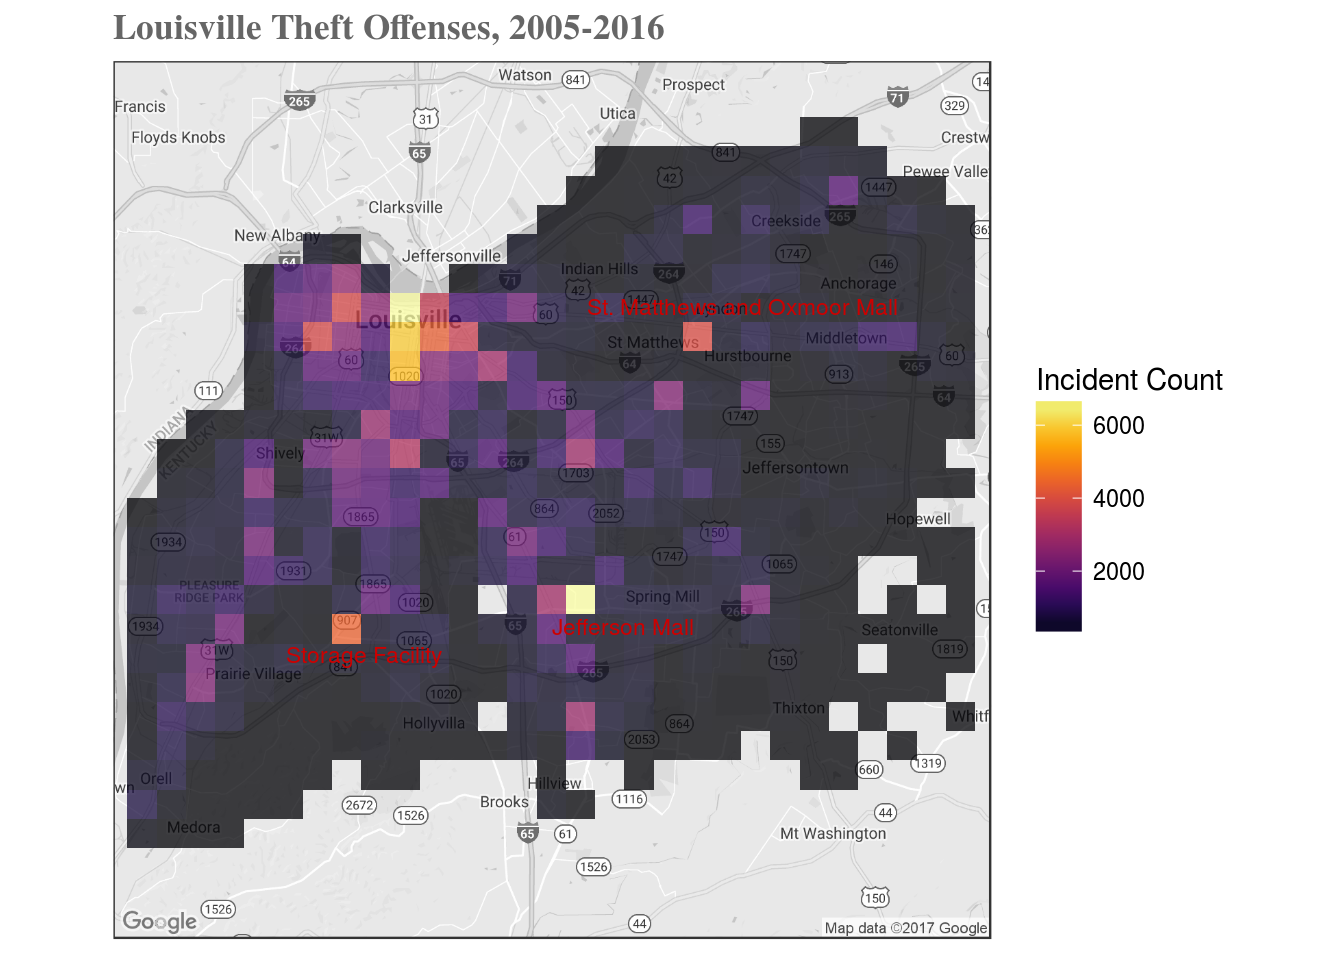 Louisville Theft Offenses, 2005-2016
Watson
841
Prospect
265
71
14
Francis
329
Utica
31
Floyds Knobs
Crestw
65
841
Pewee Valle
42
1447
Clarksville
Creekside
265
New Albany
36
Jeffersonville
1747
64
146
Indian Hills
264
71
Anchorage
42
1447
St. Matthews and Oxmoor Mall
60
Louisville
Middletown
St Matthews
264
Hurstbourne
60
60
64
265
1020
913
111
64
150
1747
INDIANA
KENTUCKY
31W
155
Shively
65
264
Jeffersontown
1703
864
2052
1865
Hopewell
150
1934
61
1747
1065
1931
PLEASURE
RIDGE PARK
1865
Spring Mill
1020
265
15
907
1934
65
Jefferson Mall
Seatonville
1065
31W
1819
Storage Facility
841
150
Prairie Village
265
1020
Thixton
Whitf
Hollyvilla
864
2053
1319
660
Orell
Hillview
wn
Brooks
1116
2672
1526
44
Medora
65
61
Mt Washington
1526
150
1526
44
Google
Map data ©2017 Google
Incident Count
6000
4000
2000